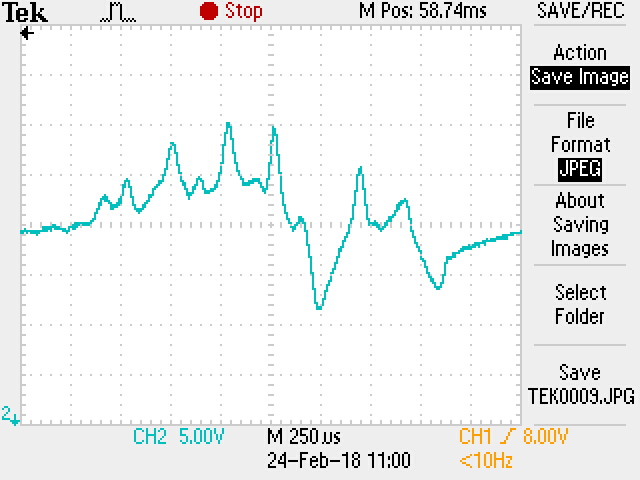 Tek Stop M Pos: 58.74ms SAVE/REC
Action
Save Image
File
Format
JPEG
About
Saving
Images
Select
Folder
Save
TEK0009.JPG
2
CH2 5.00V M 250µs CH1 8.00V
24-Feb-18 11:00 <10Hz